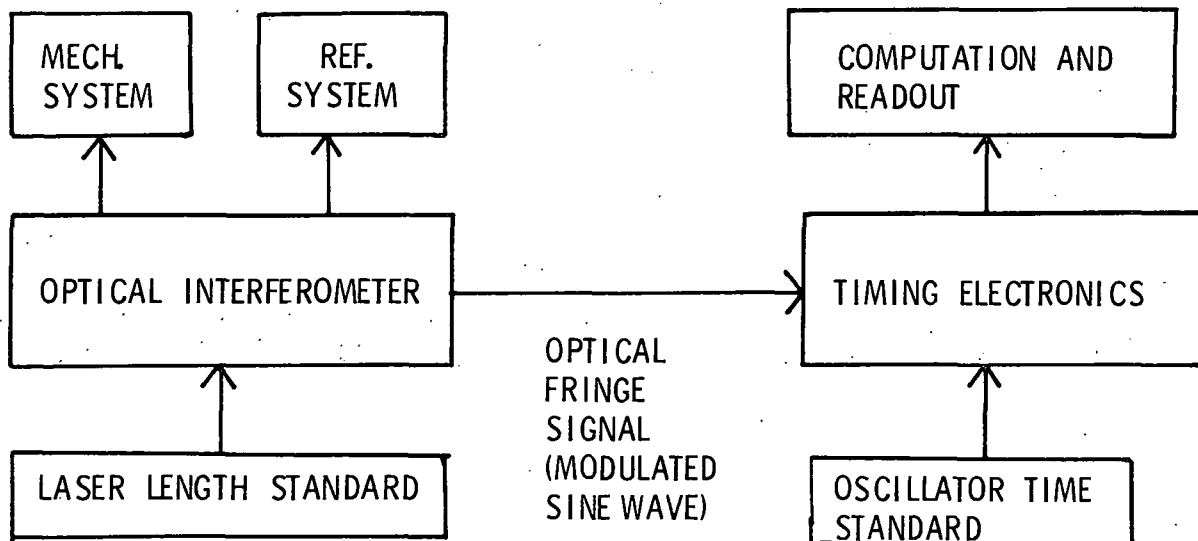 MECH.
SYSTEM
REF.
SYSTEM
COMPUTATION AND
READOUT
OPTICAL INTERFEROMETER
TIMING ELECTRONICS
OPTICAL
FRINGE
SIGNAL
(MODULATED
SINE WAVE)
LASER LENGTH STANDARD
OSCILLATOR TIME
STANDARD